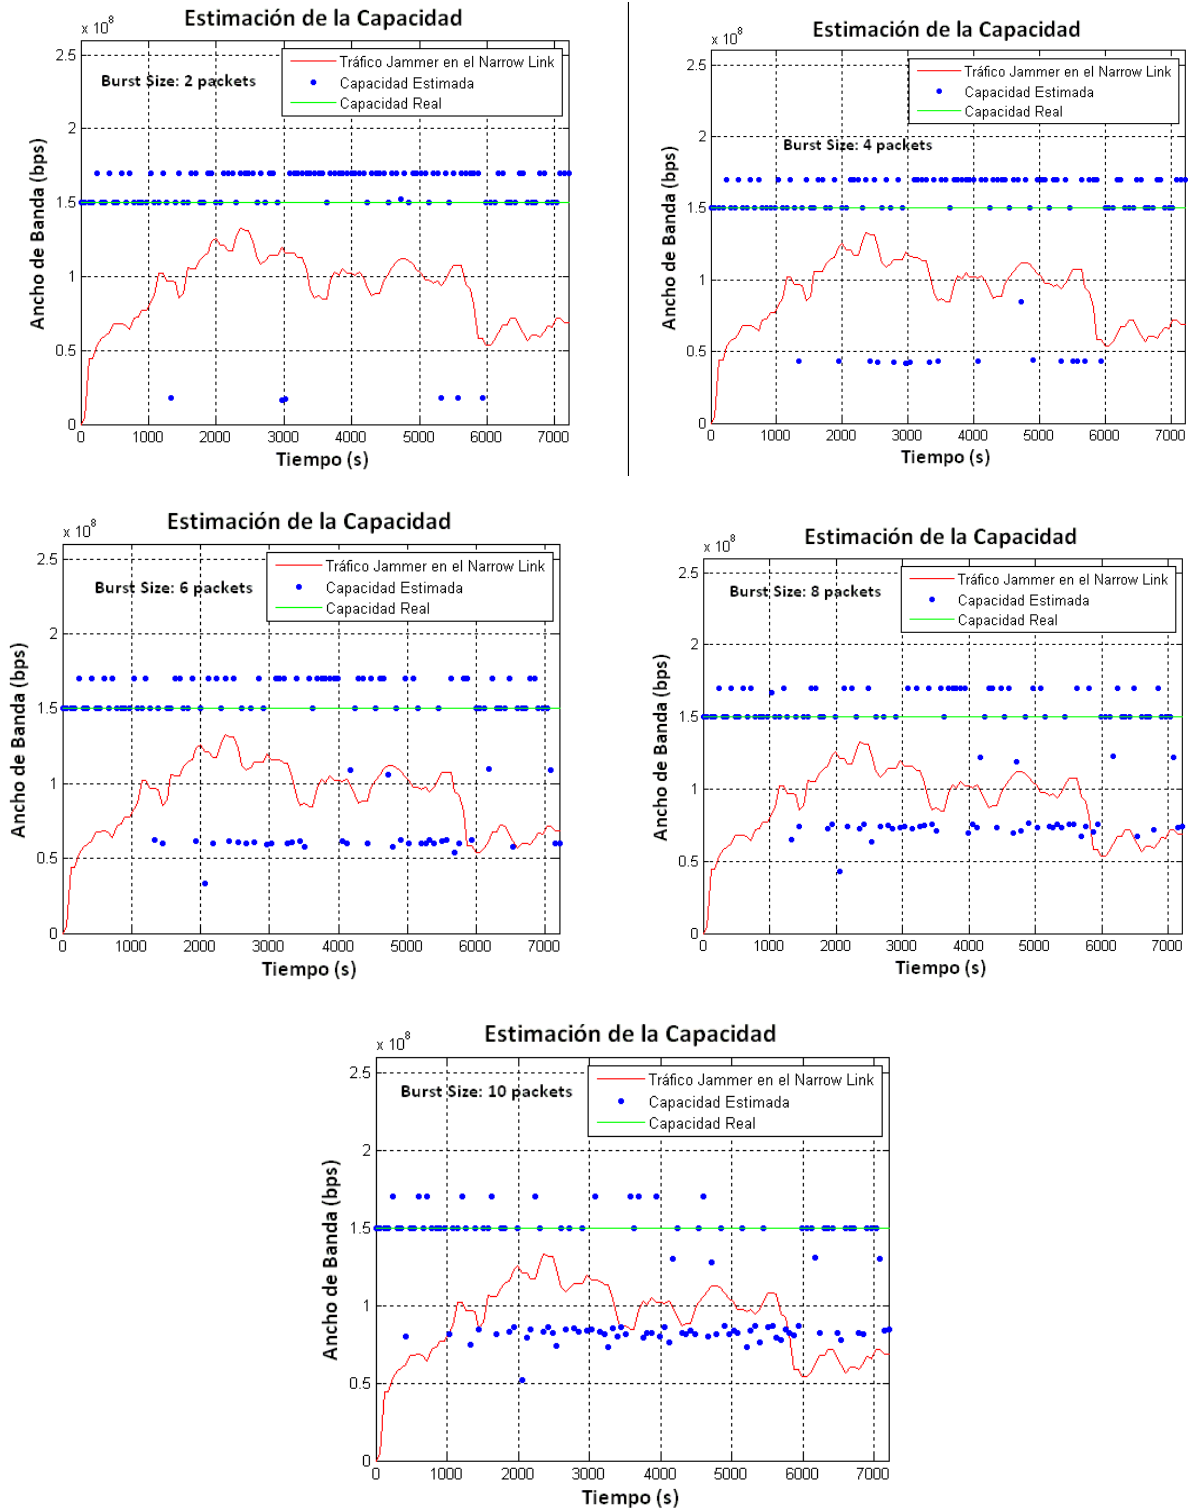 Estimación de la Capacidad
x 10^8
Burst Size: 2 packets
Tráfico Jammer en el Narrow Link
Capacidad Estimada
Capacidad Real
Ancho de Banda (bps)
2.5
2
1.5
1
0.5
0
0 1000 2000 3000 4000 5000 6000 7000
Tiempo (s)
Estimación de la Capacidad
x 10^8
Tráfico Jammer en el Narrow Link
Capacidad Estimada
Capacidad Real
Burst Size: 4 packets
Ancho de Banda (bps)
2.5
2
1.5
1
0.5
0
0 1000 2000 3000 4000 5000 6000 7000
Tiempo (s)
Estimación de la Capacidad
x 10^8
Burst Size: 6 packets
Tráfico Jammer en el Narrow Link
Capacidad Estimada
Capacidad Real
Ancho de Banda (bps)
2.5
2
1.5
1
0.5
0
0 1000 2000 3000 4000 5000 6000 7000
Tiempo (s)
Estimación de la Capacidad
x 10^8
Burst Size: 8 packets
Tráfico Jammer en el Narrow Link
Capacidad Estimada
Capacidad Real
Ancho de Banda (bps)
2.5
2
1.5
1
0.5
0
0 1000 2000 3000 4000 5000 6000 7000
Tiempo (s)
Estimación de la Capacidad
x 10^8
Burst Size: 10 packets
Tráfico Jammer en el Narrow Link
Capacidad Estimada
Capacidad Real
Ancho de Banda (bps)
2.5
2
1.5
1
0.5
0
0 1000 2000 3000 4000 5000 6000 7000
Tiempo (s)